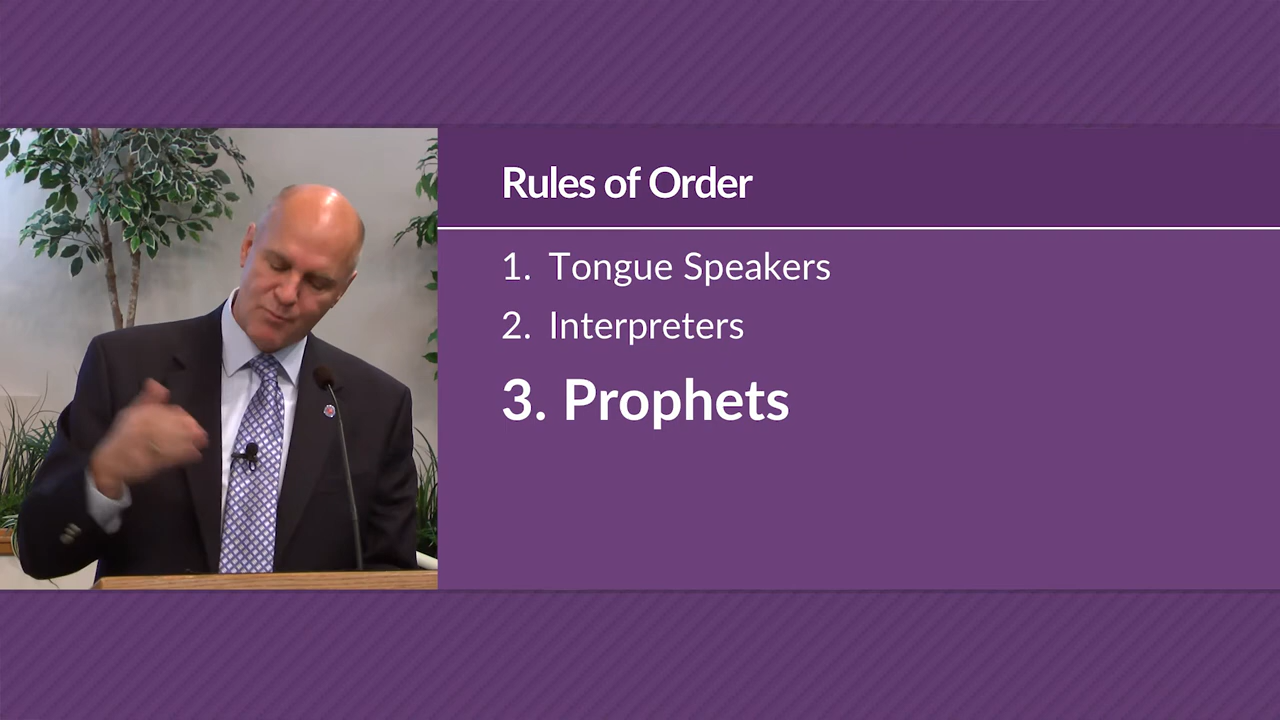 Rules of Order
1. Tongue Speakers
2. Interpreters
3. Prophets